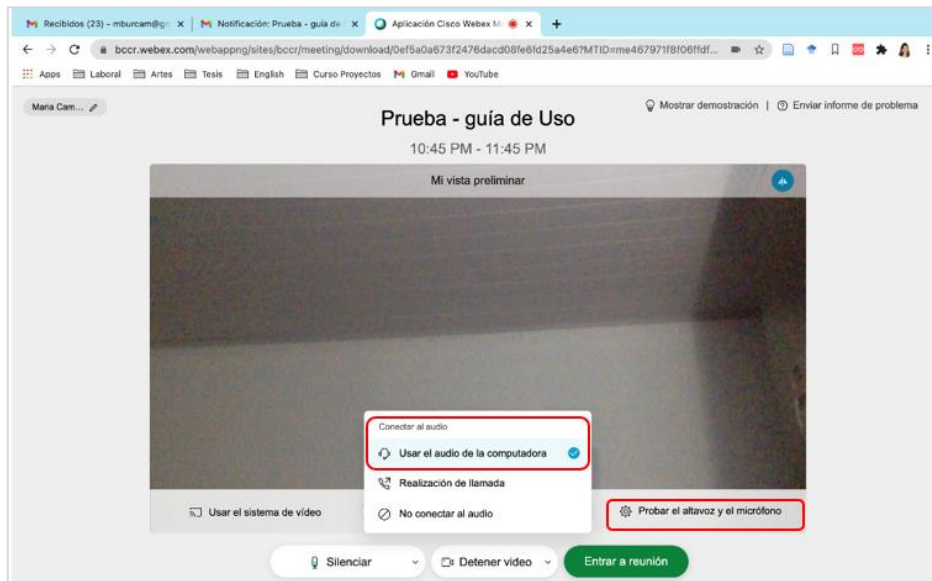 Recibidos (23) - mburcam@gm
Notificación: Prueba - guía de
Aplicación Cisco Webex M
bccr.webex.com/webappng/sites/bccr/meeting/download/0ef5a0a673f2476dacd08fe6fd25a4e6?MTID=me467971f8f06ffdf...
Apps Laboral Artes Tesis English Curso Proyectos Gmail YouTube
Maria Cam...
Mostrar demostración | Enviar informe de problema
Prueba - guía de Uso
10:45 PM - 11:45 PM
Mi vista preliminar
Conectar al audio
Usar el audio de la computadora
Realización de llamada
No conectar al audio
Usar el sistema de vídeo
Probar el altavoz y el micrófono
Silenciar
Detener video
Entrar a reunión